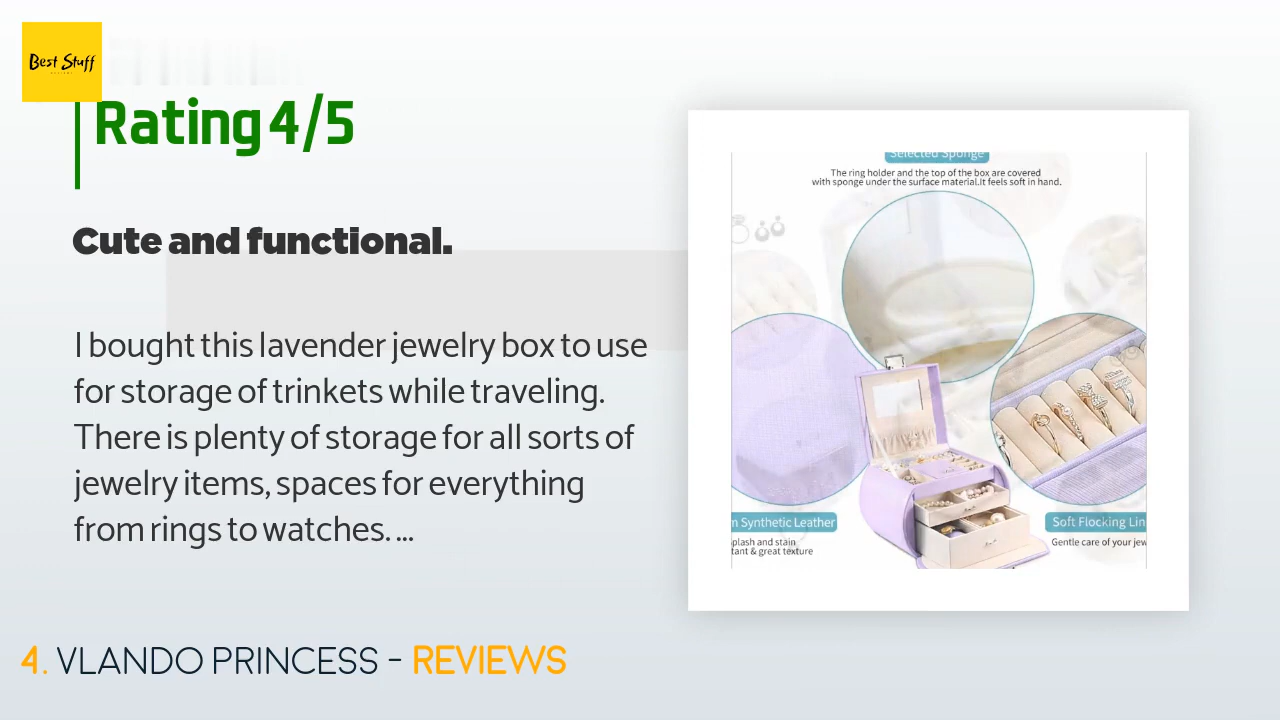 Best Stuff
Rating 4/5
Cute and functional.
I bought this lavender jewelry box to use
for storage of trinkets while traveling.
There is plenty of storage for all sorts of
jewelry items, spaces for everything
from rings to watches. ...
Selected Sponge
The ring holder and the top of the box are covered
with sponge under the surface material.It feels soft in hand.
m Synthetic Leather
plash and stain
tant & great texture
Soft Flocking Lin
Gentle care of your jew
4. VLANDO PRINCESS - REVIEWS